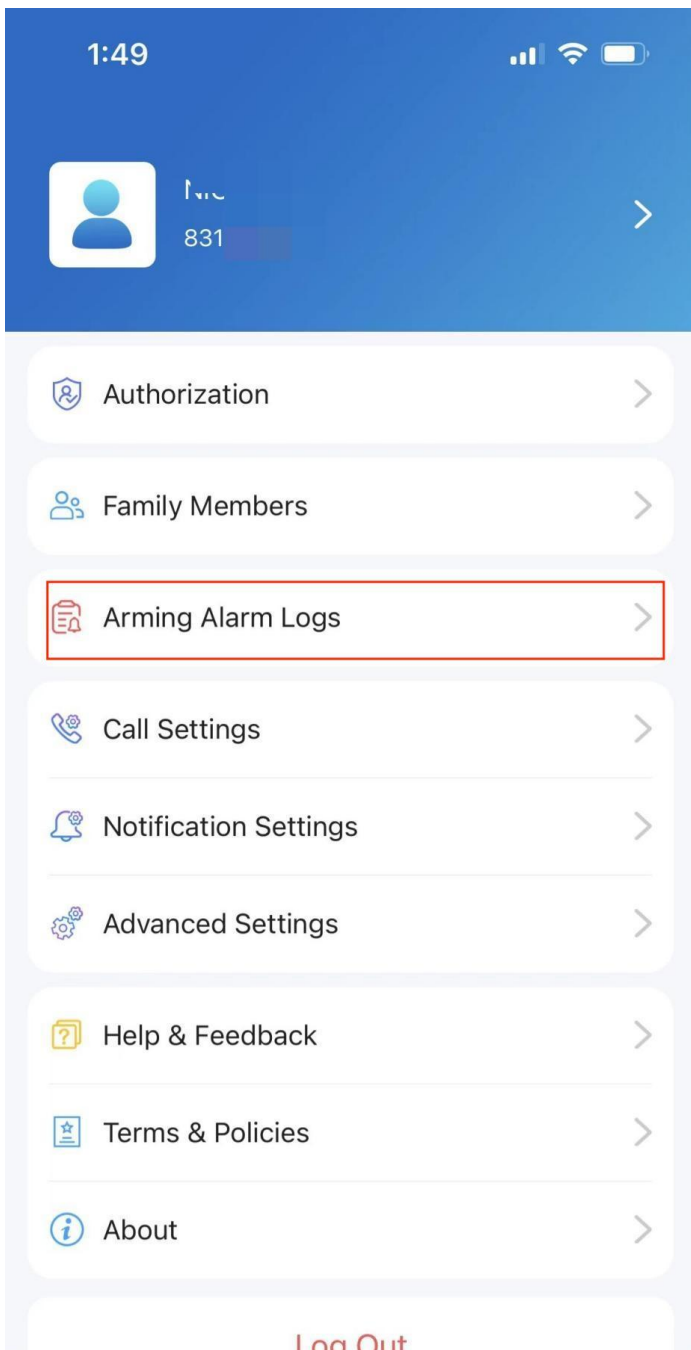 1:49
831
Authorization
Family Members
Arming Alarm Logs
Call Settings
Notification Settings
Advanced Settings
Help & Feedback
Terms & Policies
About
Log Out